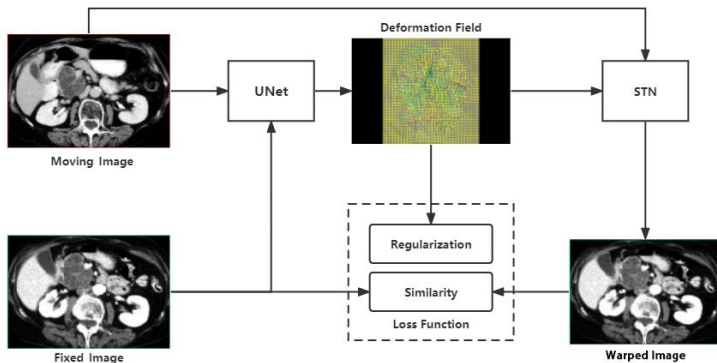 Deformation Field
UNet
STN
Moving Image
Regularization
Similarity
Loss Function
Fixed Image
Warped Image